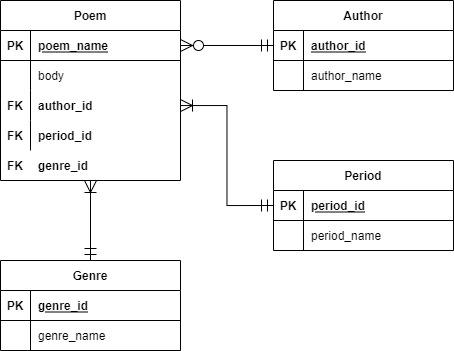 Poem
PK poem_name
body
FK author_id
FK period_id
FK genre_id
Author
PK author_id
author_name
Period
PK period_id
period_name
Genre
PK genre_id
genre_name